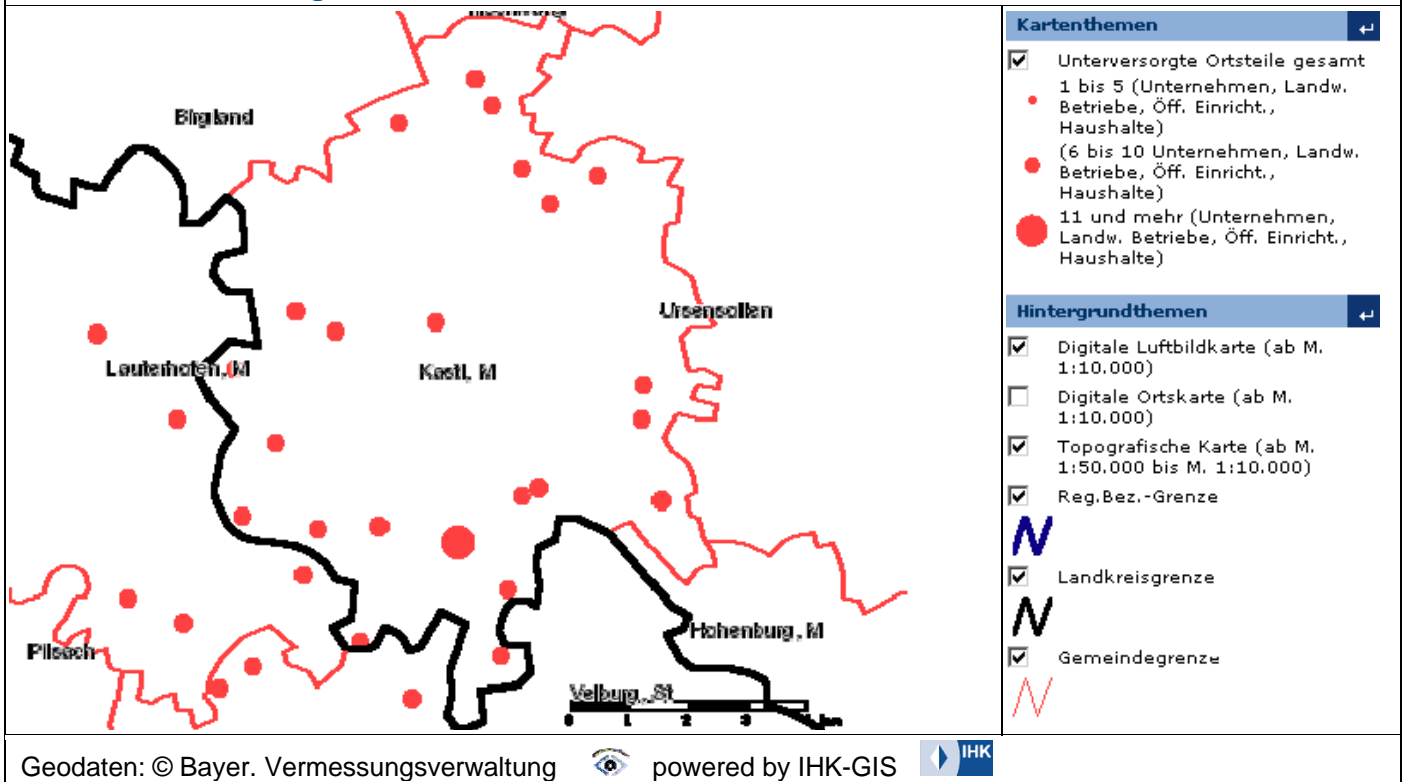 Birgland
Ursensollen
Lauterhofen, M
Kastl, M
Hohenburg, M
Pilsach
Velburg, St
0 1 2 3 km
Kartenthemen
Unterversorgte Ortsteile gesamt
1 bis 5 (Unternehmen, Landw.
Betriebe, Öff. Einricht.,
Haushalte)
(6 bis 10 Unternehmen, Landw.
Betriebe, Öff. Einricht.,
Haushalte)
11 und mehr (Unternehmen,
Landw. Betriebe, Öff. Einricht.,
Haushalte)
Hintergrundthemen
Digitale Luftbildkarte (ab M.
1:10.000)
Digitale Ortskarte (ab M.
1:10.000)
Topografische Karte (ab M.
1:50.000 bis M. 1:10.000)
Reg.Bez.-Grenze
Landkreisgrenze
Gemeindegrenze
Geodaten: © Bayer. Vermessungsverwaltung powered by IHK-GIS IHK